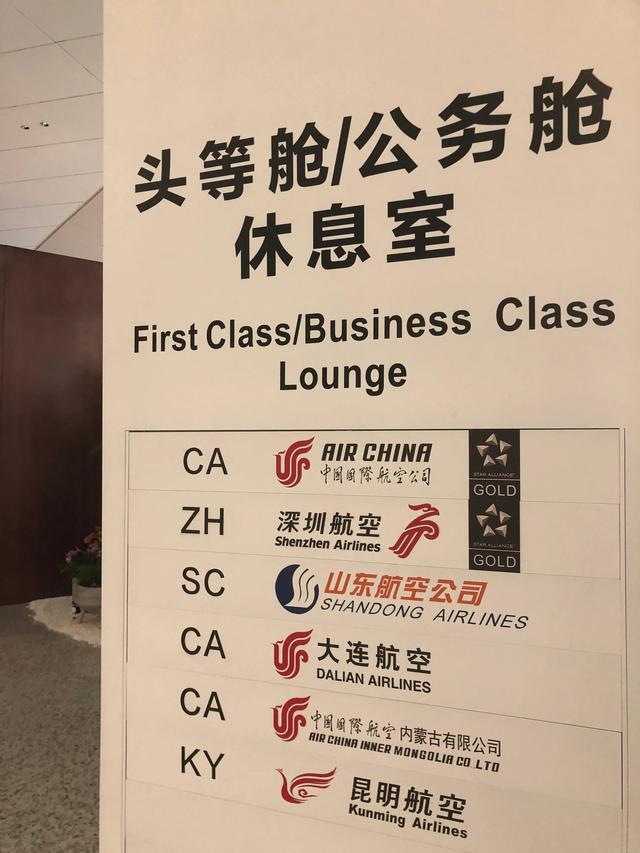 头等舱/公务舱
休息室
First Class/Business Class
Lounge
CA
AIR CHINA
中国国际航空公司
STAR ALLIANCE
GOLD
ZH
深圳航空
Shenzhen Airlines
STAR ALLIANCE
GOLD
SC
山东航空公司
SHANDONG AIRLINES
CA
大连航空
DALIAN AIRLINES
CA
中国国际航空内蒙古有限公司
AIR CHINA INNER MONGOLIA CO.LTD
KY
昆明航空
Kunming Airlines